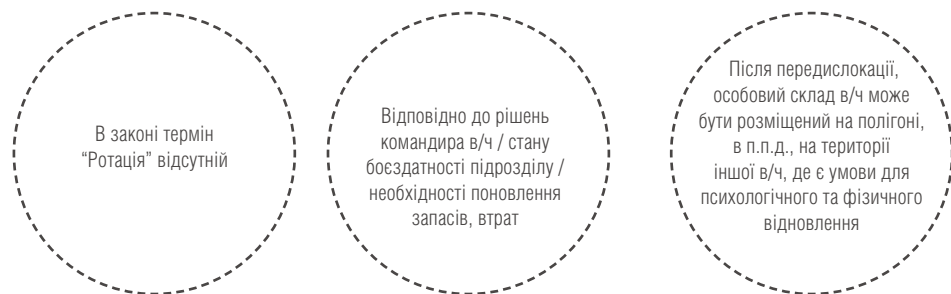 В законі термін
“Ротація” відсутній
Відповідно до рішень
командира в/ч / стану
боєздатності підрозділу /
необхідності поновлення
запасів, втрат
Після передислокації,
особовий склад в/ч може
бути розміщений на полігоні,
в п.п.д., на території
іншої в/ч, де є умови для
психологічного та фізичного
відновлення